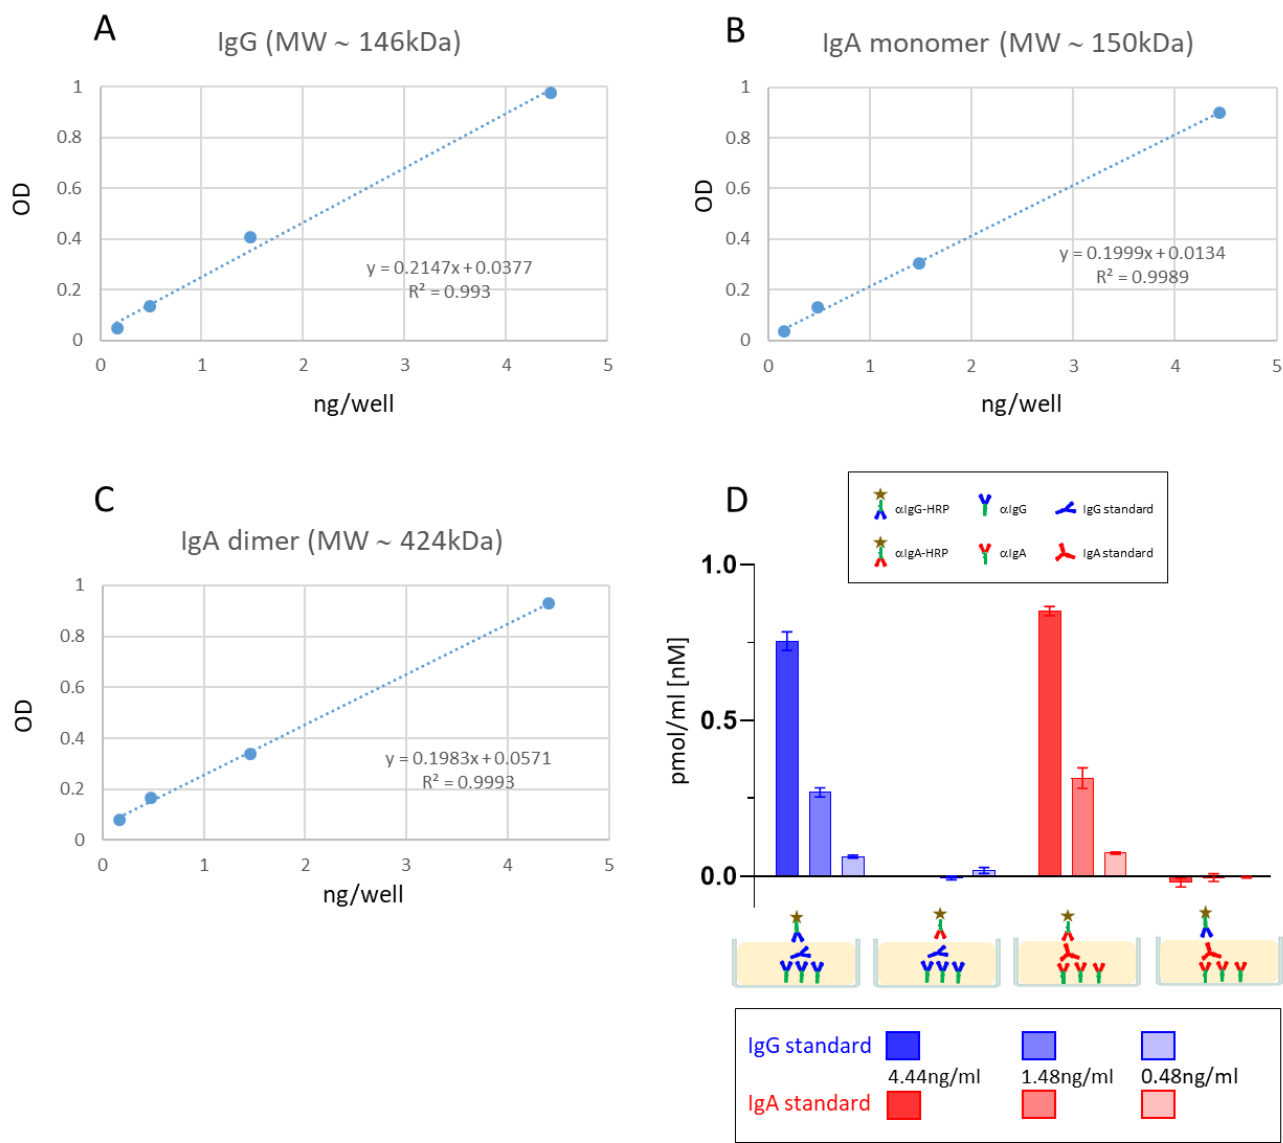 A
IgG (MW ~ 146kDa)
1
0.8
0.6
0.4
0.2
0
OD
y = 0.2147x + 0.0377
R² = 0.993
0 1 2 3 4 5
ng/well
B
IgA monomer (MW ~ 150kDa)
1
0.8
0.6
0.4
0.2
0
OD
y = 0.1999x + 0.0134
R² = 0.9989
0 1 2 3 4 5
ng/well
C
IgA dimer (MW ~ 424kDa)
1
0.8
0.6
0.4
0.2
0
OD
y = 0.1983x + 0.0571
R² = 0.9993
0 1 2 3 4 5
ng/well
D
αIgG-HRP αIgG IgG standard
αIgA-HRP αIgA IgA standard
1.0
0.5
0.0
pmol/ml [nM]
IgG standard
4.44ng/ml 1.48ng/ml 0.48ng/ml
IgA standard